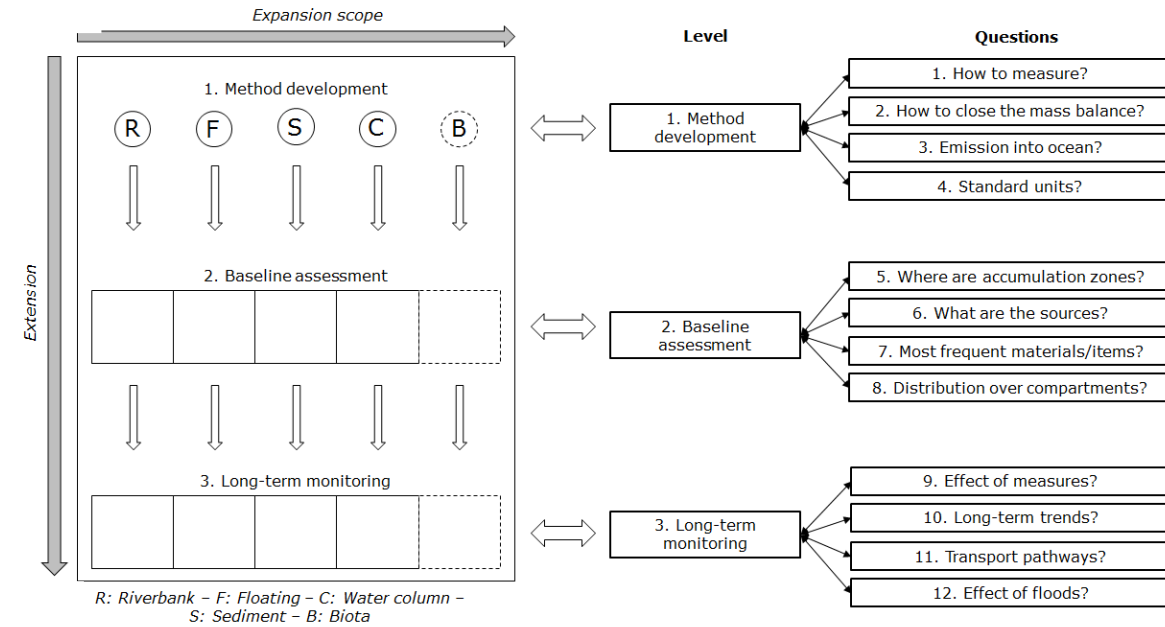 Expansion scope
Extension
1. Method development
R F S C B
2. Baseline assessment
3. Long-term monitoring
R: Riverbank – F: Floating – C: Water column –
S: Sediment – B: Biota
Level
1. Method
development
2. Baseline
assessment
3. Long-term
monitoring
Questions
1. How to measure?
2. How to close the mass balance?
3. Emission into ocean?
4. Standard units?
5. Where are accumulation zones?
6. What are the sources?
7. Most frequent materials/items?
8. Distribution over compartments?
9. Effect of measures?
10. Long-term trends?
11. Transport pathways?
12. Effect of floods?